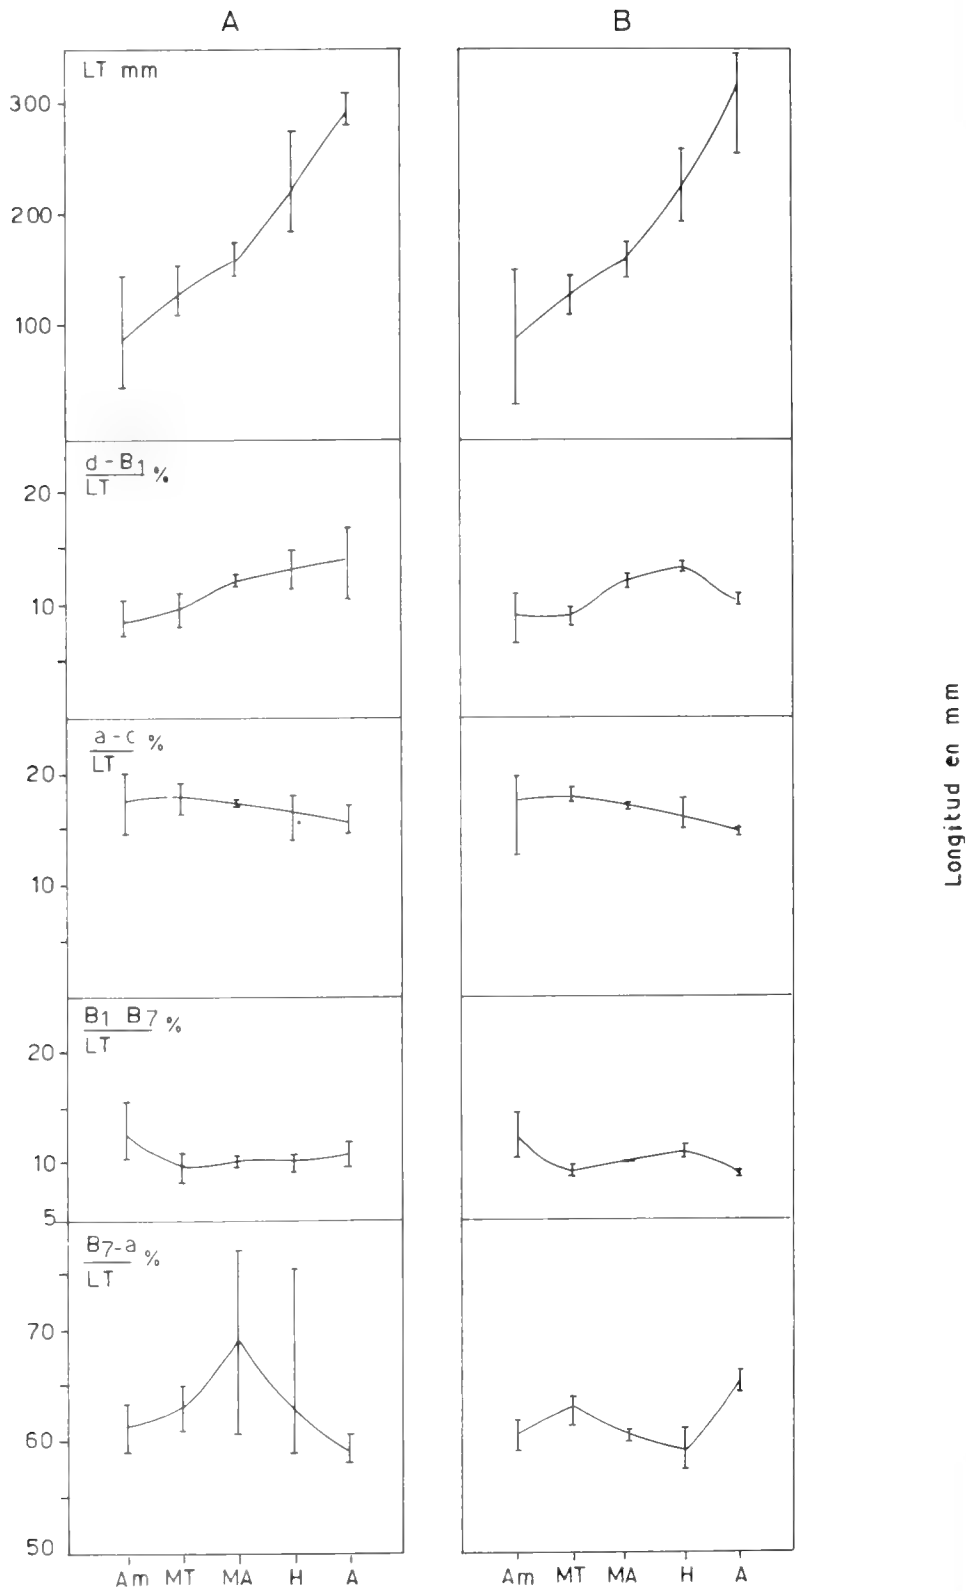 A B
LT mm
300
200
100
d-B1 %
LT
20
10
a-c %
LT
20
10
B1 B7 %
LT
20
10
5
B7-a %
LT
70
60
50
Am MT MA H A Am MT MA H A
Longitud en mm